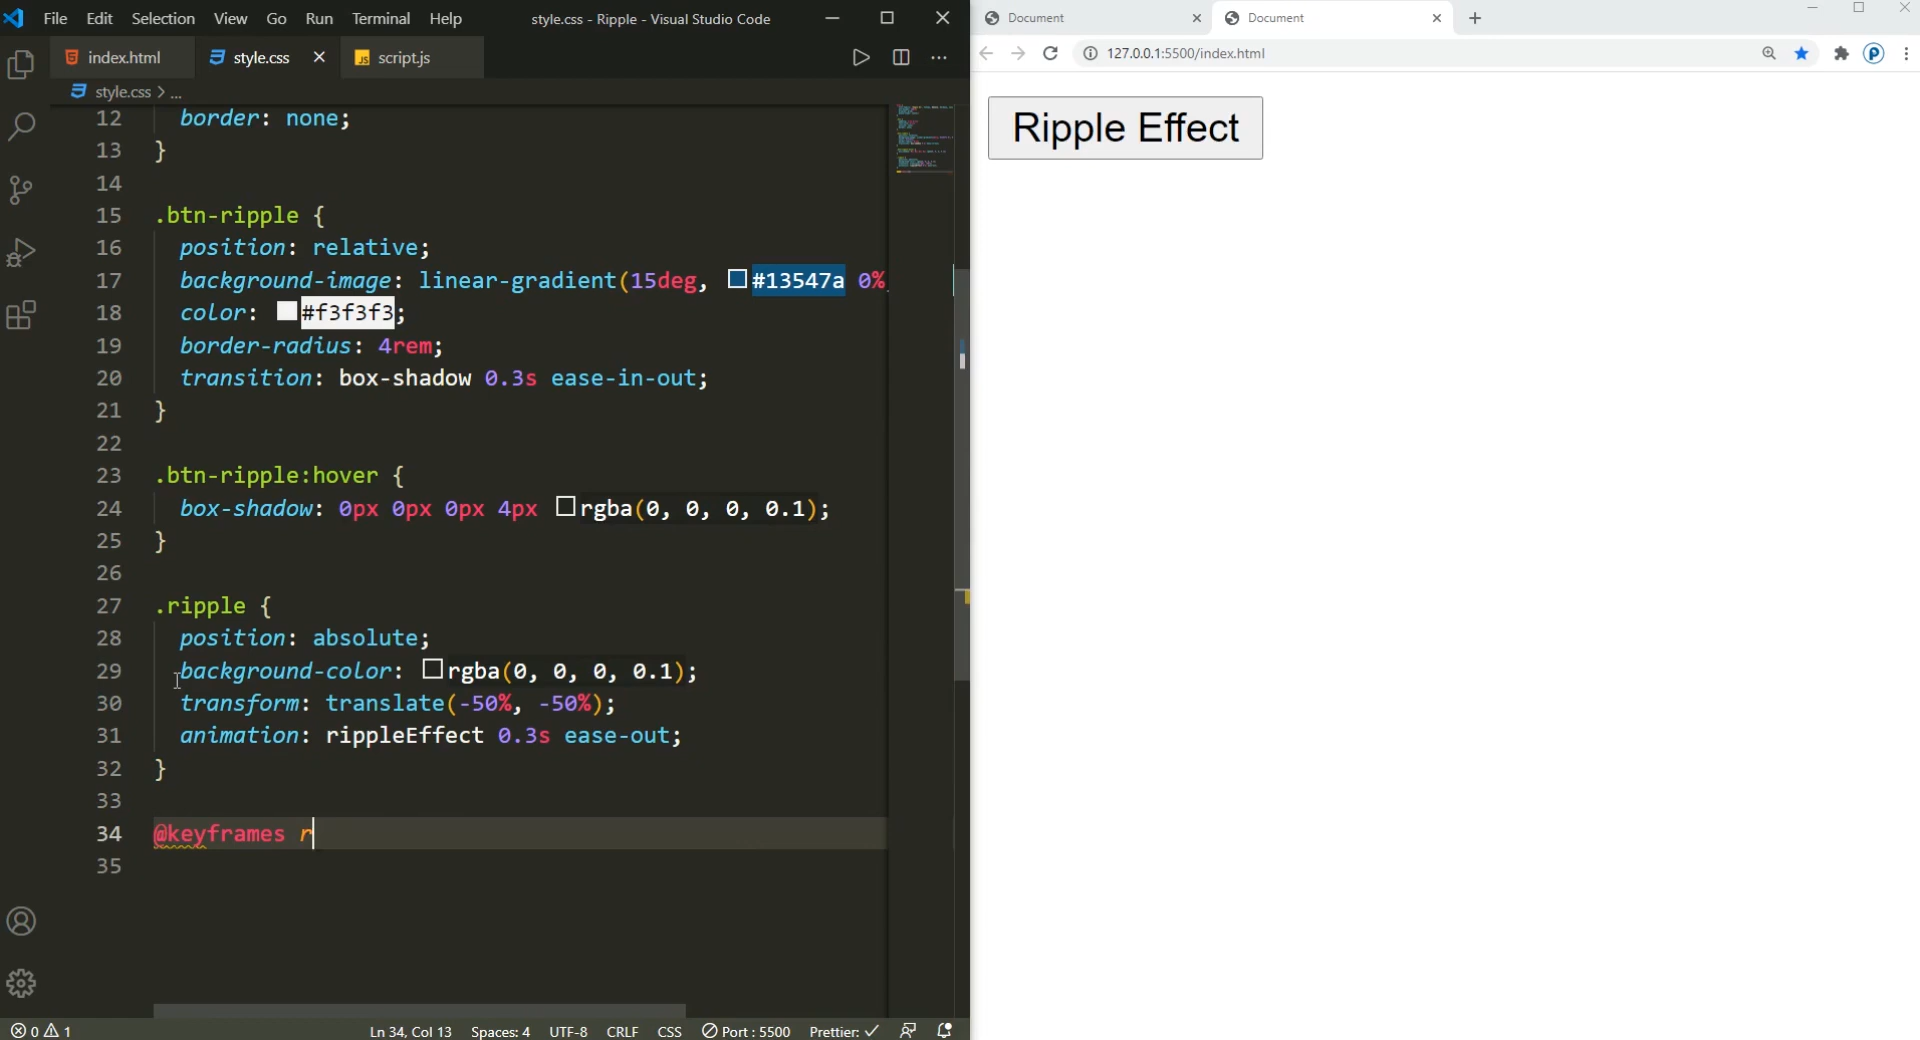 File Edit Selection View Go Run Terminal Help style.css - Ripple - Visual Studio Code
index.html style.css script.js
style.css > ...
12 border: none;
13 }
14
15 .btn-ripple {
16 position: relative;
17 background-image: linear-gradient(15deg, #13547a 0%
18 color: #f3f3f3;
19 border-radius: 4rem;
20 transition: box-shadow 0.3s ease-in-out;
21 }
22
23 .btn-ripple:hover {
24 box-shadow: 0px 0px 0px 4px rgba(0, 0, 0, 0.1);
25 }
26
27 .ripple {
28 position: absolute;
29 background-color: rgba(0, 0, 0, 0.1);
30 transform: translate(-50%, -50%);
31 animation: rippleEffect 0.3s ease-out;
32 }
33
34 @keyframes r
35
0 1 Ln 34, Col 13 Spaces: 4 UTF-8 CRLF CSS Port : 5500 Prettier: ✓
Document Document
127.0.0.1:5500/index.html
Ripple Effect